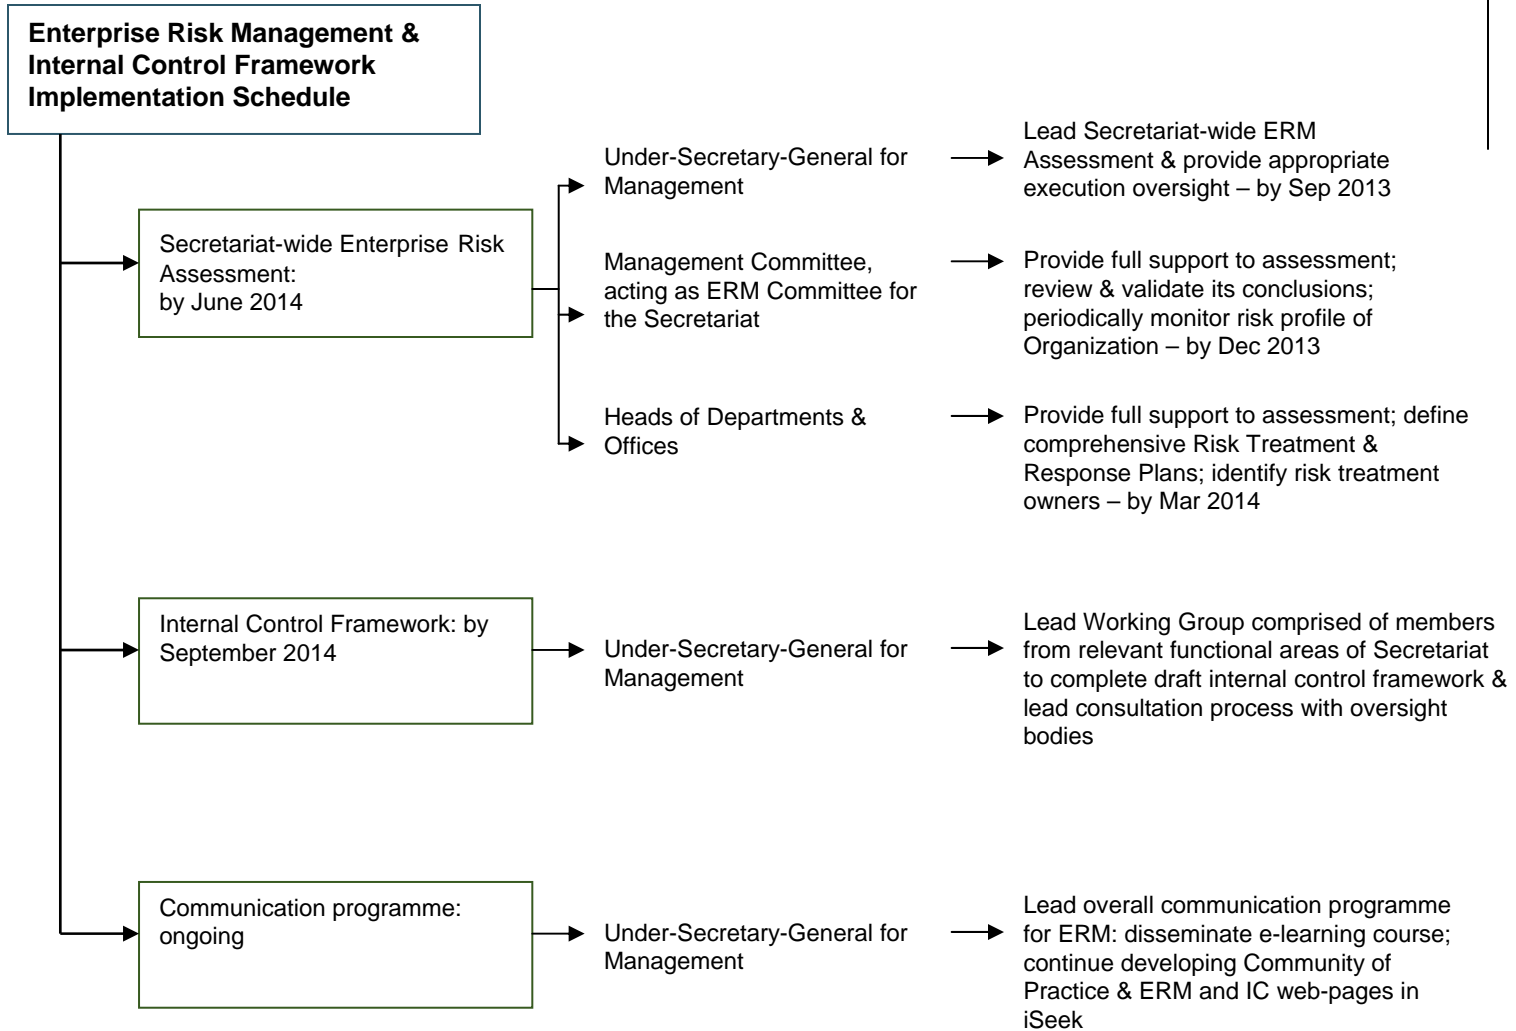 Enterprise Risk Management &
Internal Control Framework
Implementation Schedule
Secretariat-wide Enterprise Risk
Assessment:
by June 2014
Under-Secretary-General for
Management
Lead Secretariat-wide ERM
Assessment & provide appropriate
execution oversight – by Sep 2013
Management Committee,
acting as ERM Committee for
the Secretariat
Provide full support to assessment;
review & validate its conclusions;
periodically monitor risk profile of
Organization – by Dec 2013
Heads of Departments &
Offices
Provide full support to assessment; define
comprehensive Risk Treatment &
Response Plans; identify risk treatment
owners – by Mar 2014
Internal Control Framework: by
September 2014
Under-Secretary-General for
Management
Lead Working Group comprised of members
from relevant functional areas of Secretariat
to complete draft internal control framework &
lead consultation process with oversight
bodies
Communication programme:
ongoing
Under-Secretary-General for
Management
Lead overall communication programme
for ERM: disseminate e-learning course;
continue developing Community of
Practice & ERM and IC web-pages in
iSeek